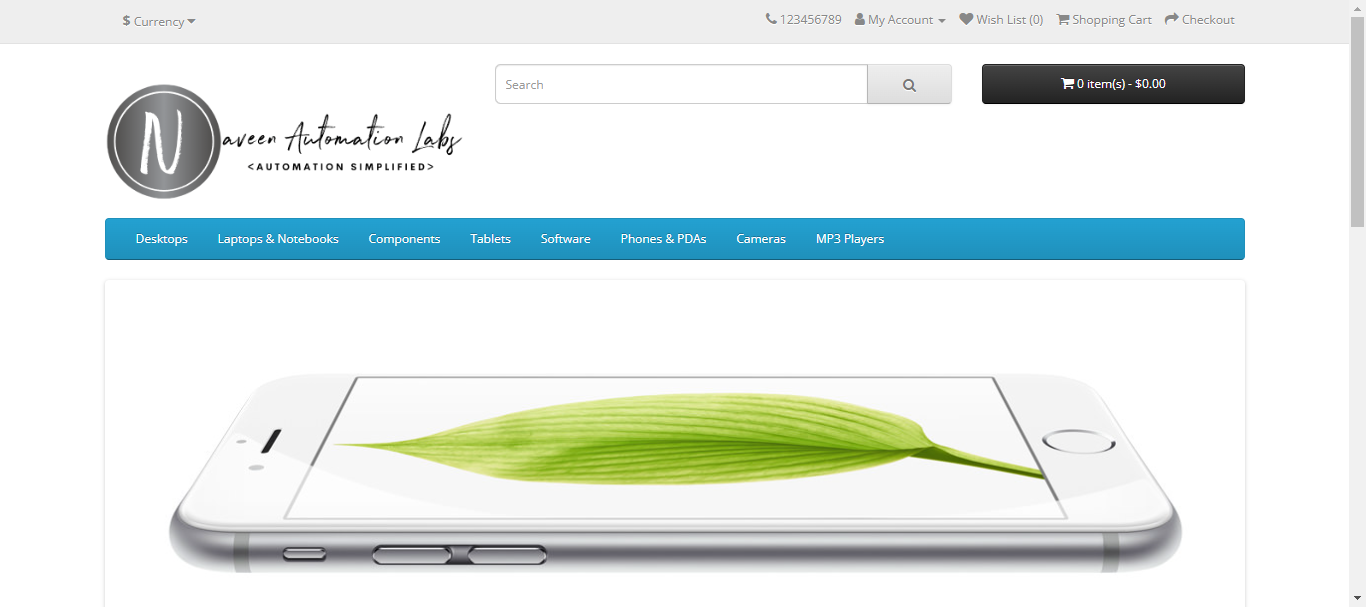 $ Currency
123456789 My Account Wish List (0) Shopping Cart Checkout
Search
0 item(s) - $0.00
Naveen Automation Labs
<AUTOMATION SIMPLIFIED>
Desktops Laptops & Notebooks Components Tablets Software Phones & PDAs Cameras MP3 Players